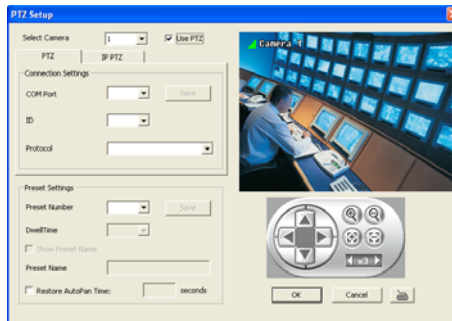 PTZ Setup
Select Camera 1 Use PTZ
PTZ IP PTZ
Connection Settings
COM Port Save
ID
Protocol
Preset Settings
Preset Number Save
DwellTime
Show Preset Name
Preset Name
Restore AutoPan Time: seconds
Camera 1
x3
OK Cancel